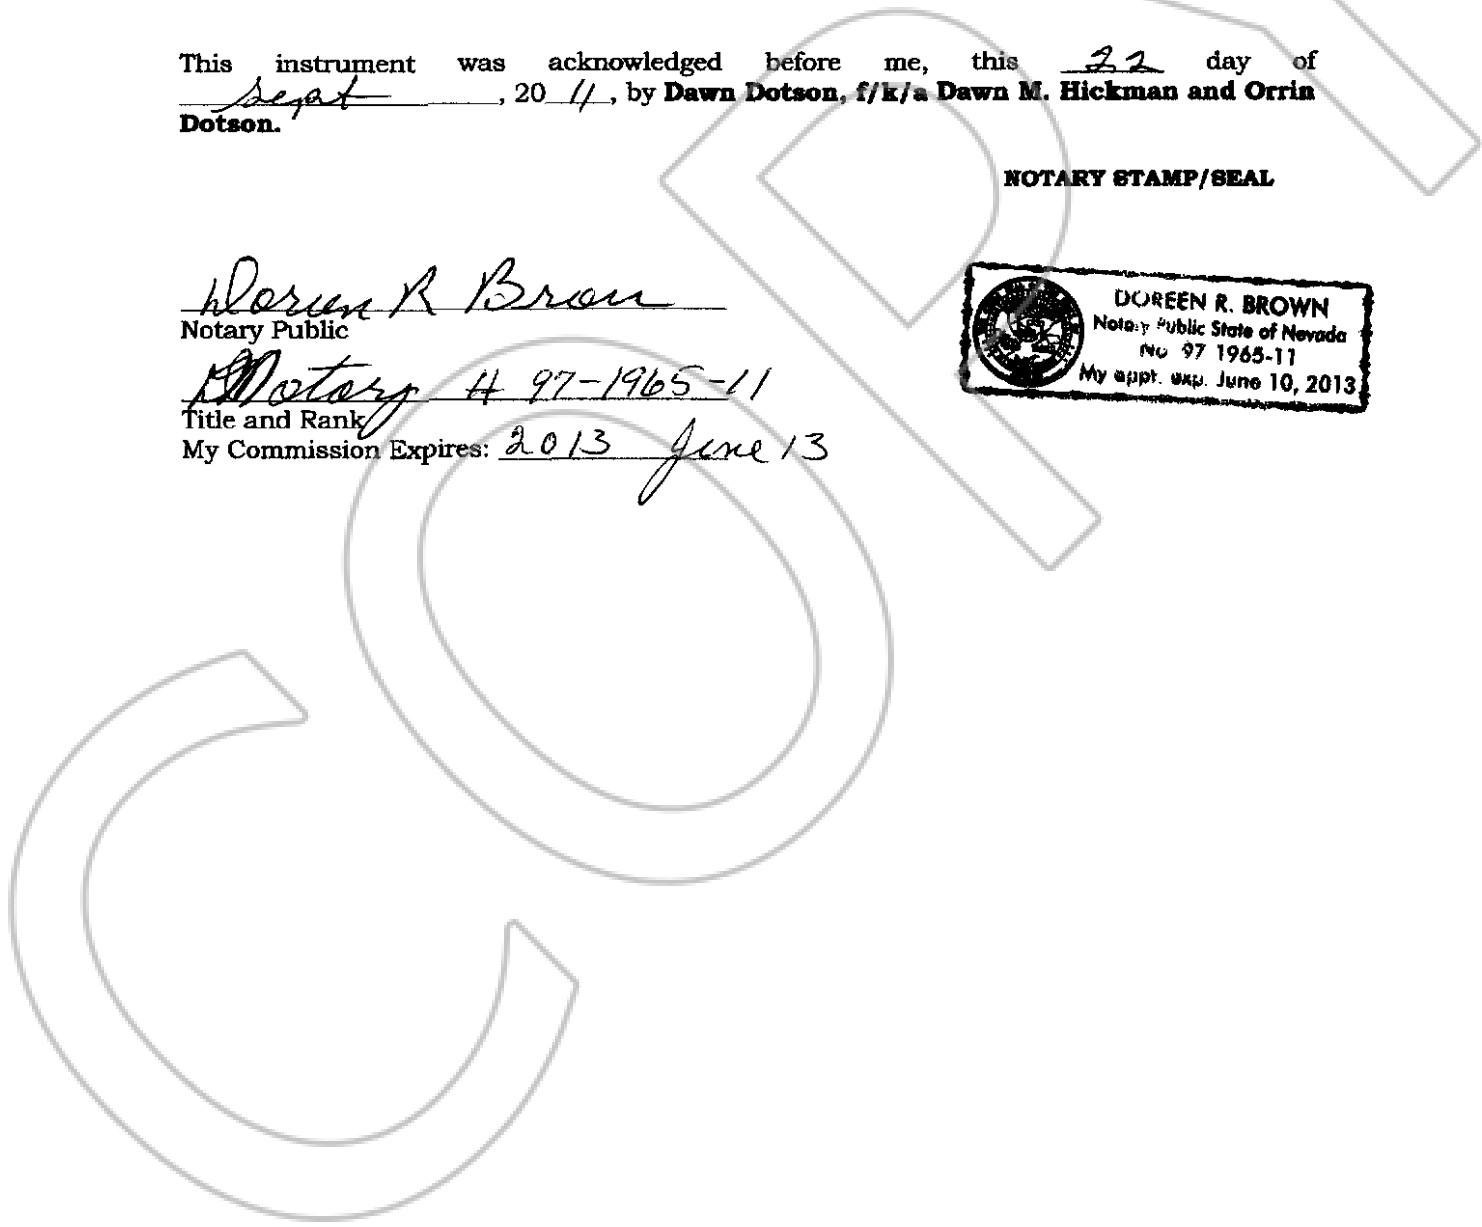 This instrument was acknowledged before me, this 22 day of
Sept, 2011, by Dawn Dotson, f/k/a Dawn M. Hickman and Orrin
Dotson.
NOTARY STAMP/SEAL
Doreen R Brown
Notary Public
Notary # 97-1965-11
Title and Rank
My Commission Expires: 2013 June 13
DOREEN R. BROWN
Notary Public State of Nevada
No 97 1965-11
My appt. exp. June 10, 2013
COPY